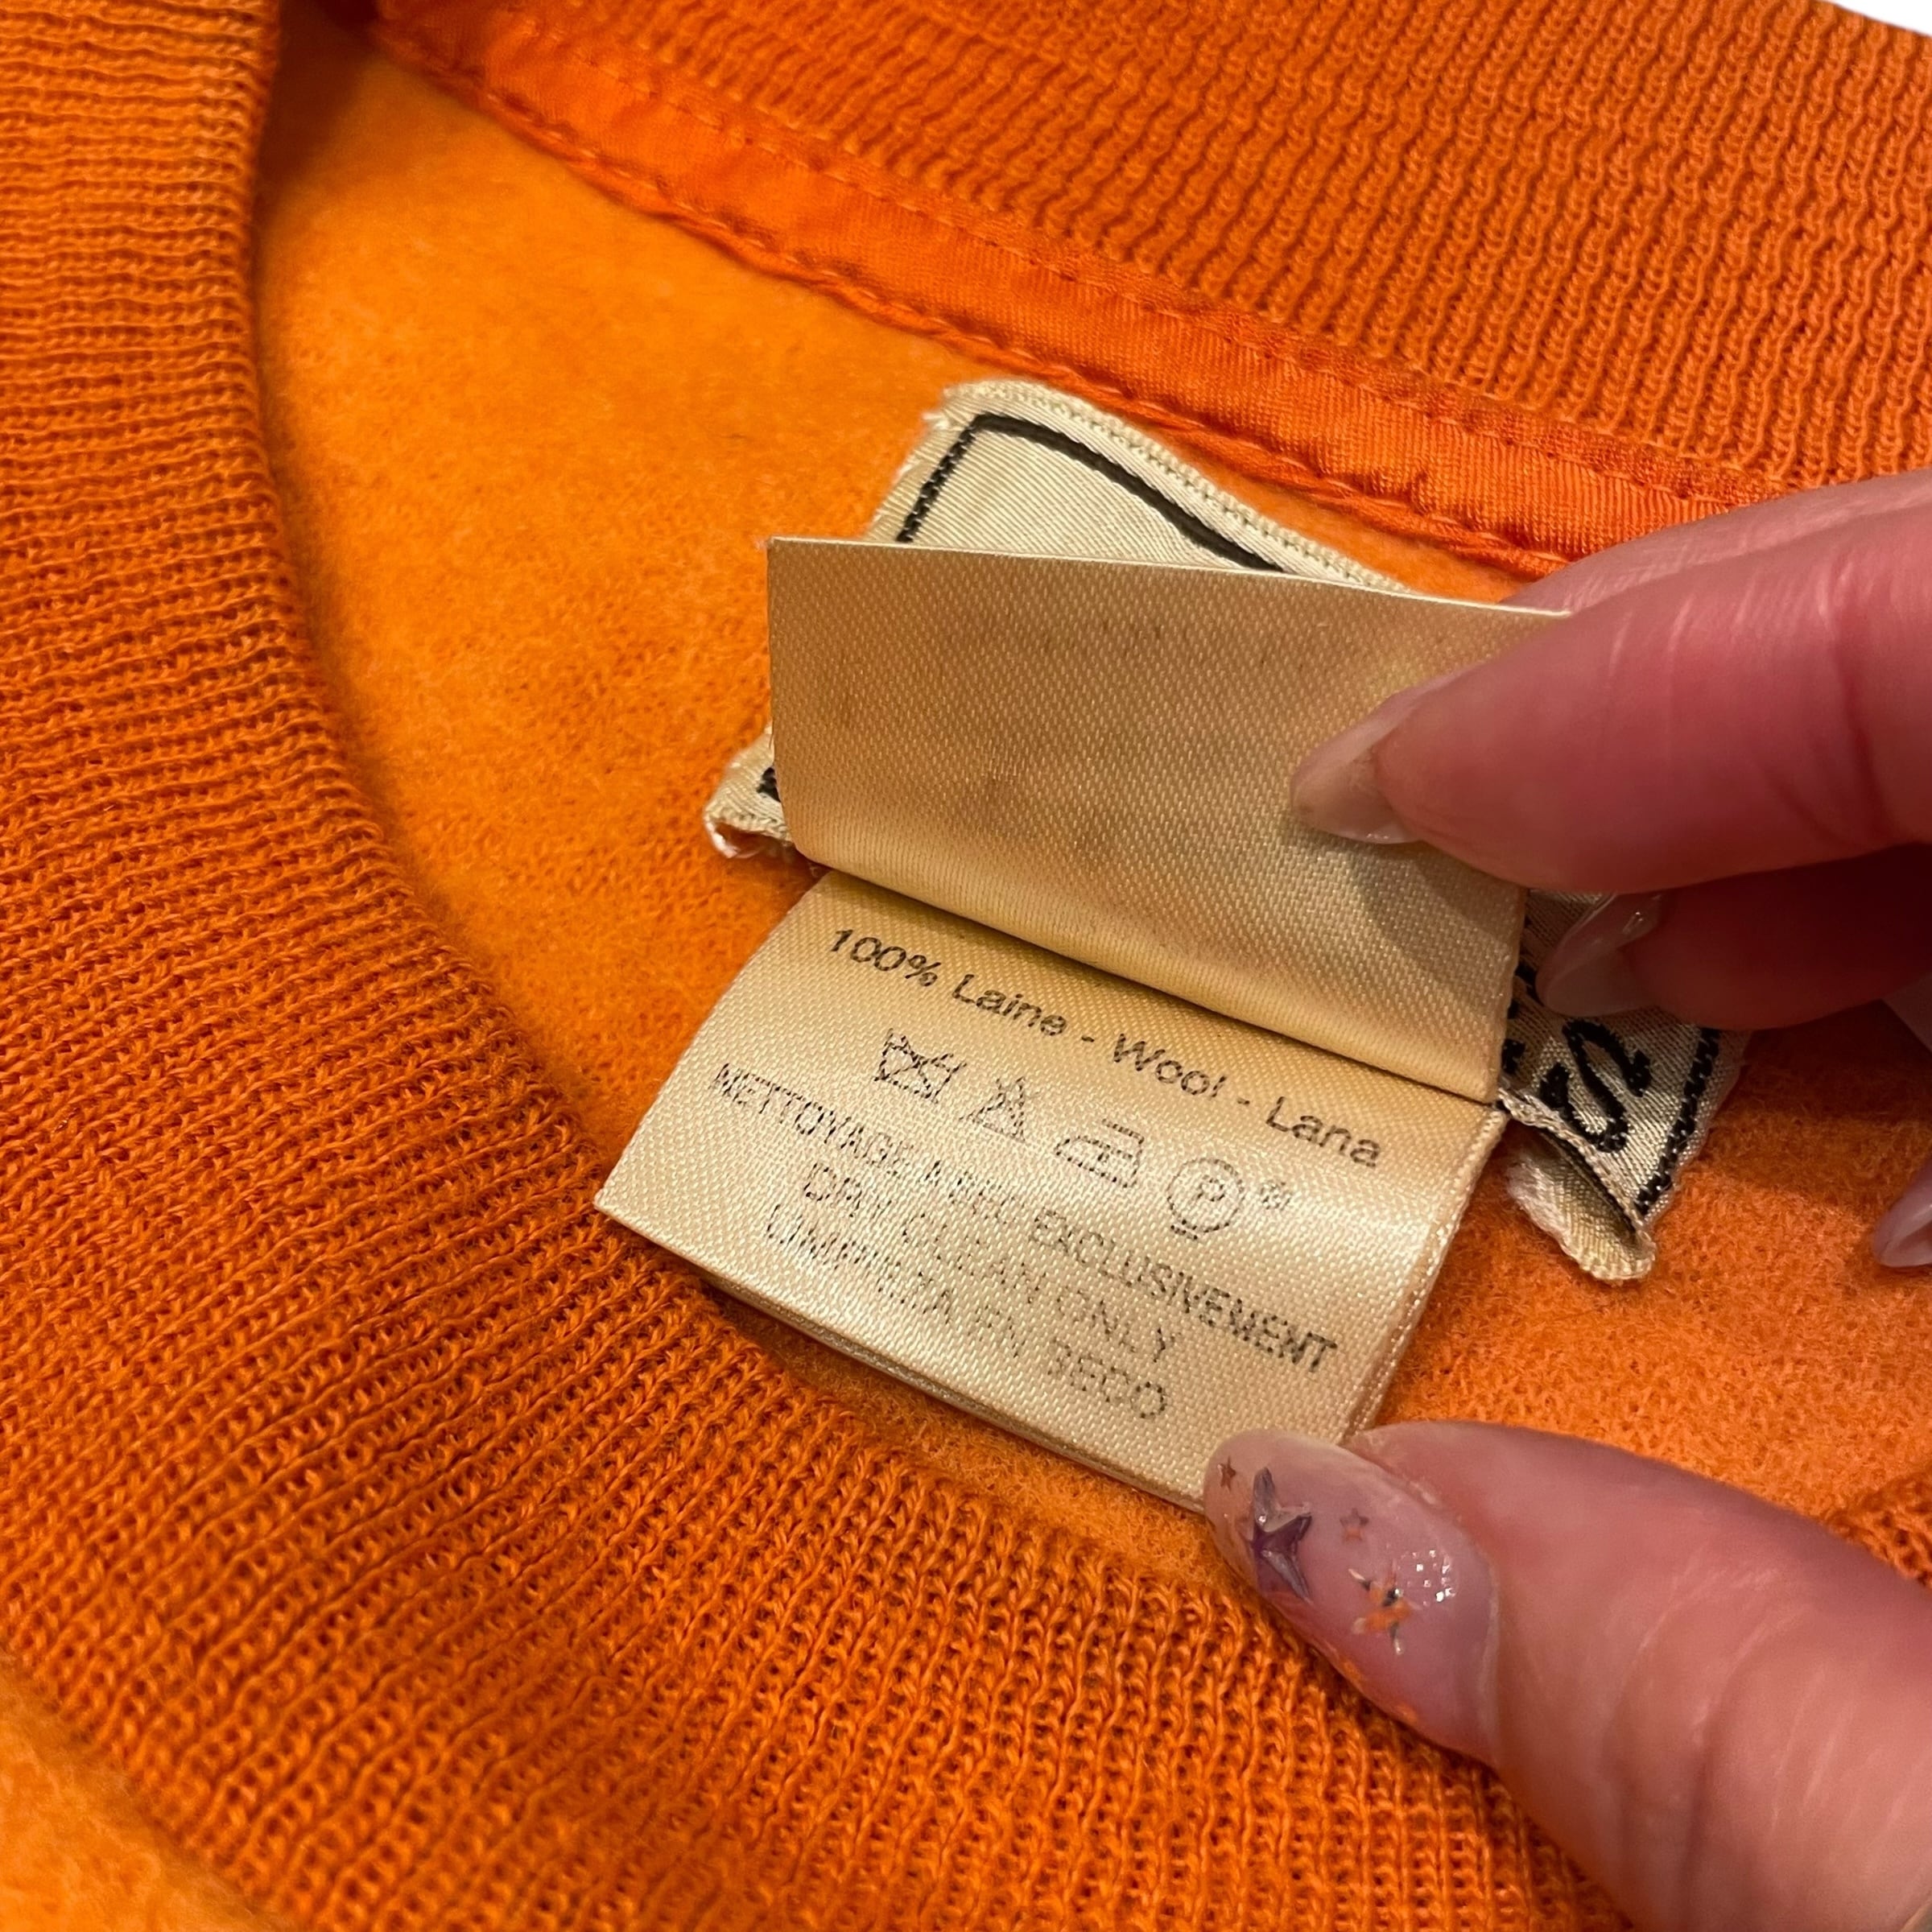 100% Laine - Wool - Lana
P
NETTOYAGE A SEC EXCLUSIVEMENT
DRY CLEAN ONLY
LIMPIEZA EN SECO